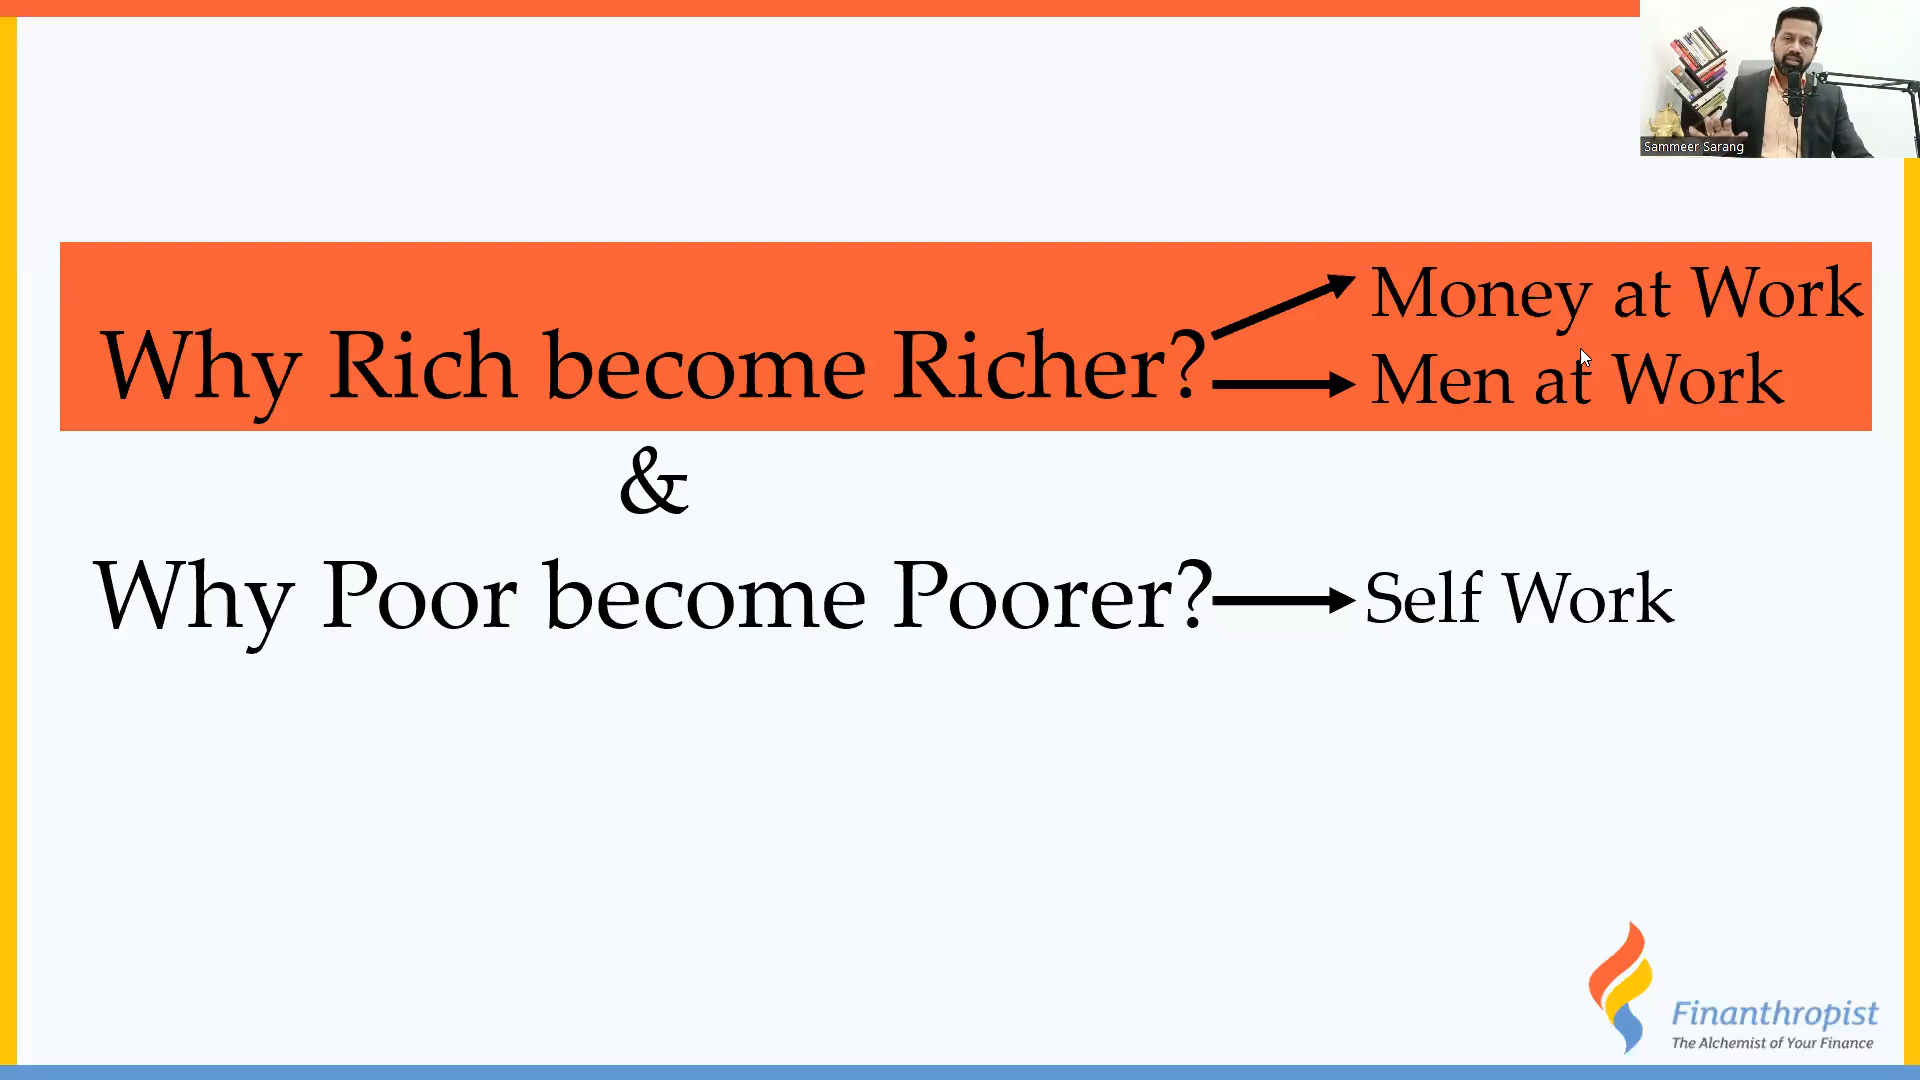 Sammeer Sarang
Money at Work
Why Rich become Richer?
Men at Work
&
Why Poor become Poorer?
Self Work
Finanthropist
The Alchemist of Your Finance